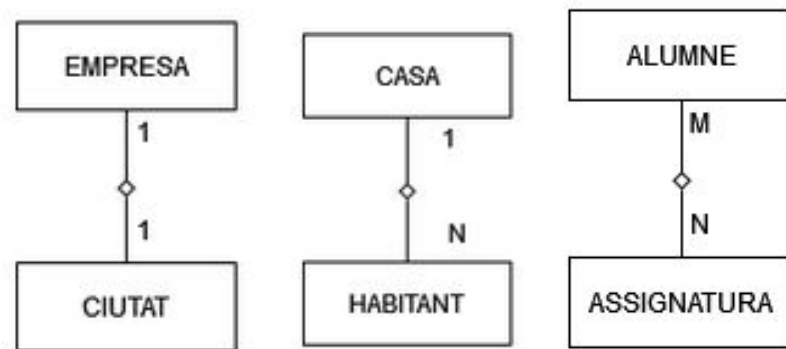 EMPRESA
1
1
CIUTAT
CASA
1
N
HABITANT
ALUMNE
M
N
ASSIGNATURA